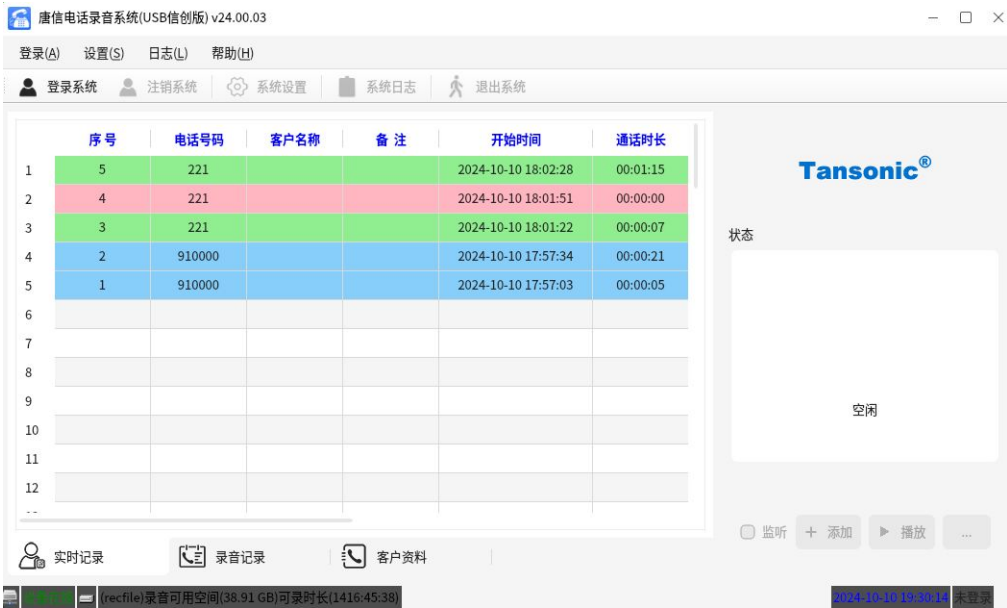 唐信电话录音系统(USB信创版) v24.00.03
登录(A) 设置(S) 日志(L) 帮助(H)
登录系统 注销系统 系统设置 系统日志 退出系统
序 号 电话号码 客户名称 备 注 开始时间 通话时长
1 5 221 2024-10-10 18:02:28 00:01:15
2 4 221 2024-10-10 18:01:51 00:00:00
3 3 221 2024-10-10 18:01:22 00:00:07
4 2 910000 2024-10-10 17:57:34 00:00:21
5 1 910000 2024-10-10 17:57:03 00:00:05
6
7
8
9
10
11
12
Tansonic®
状态
空闲
监听 添加 播放 ...
实时记录 录音记录 客户资料
(recfile)录音可用空间(38.91 GB)可录时长(1416:45:38)
2024-10-10 19:30:14 未登录